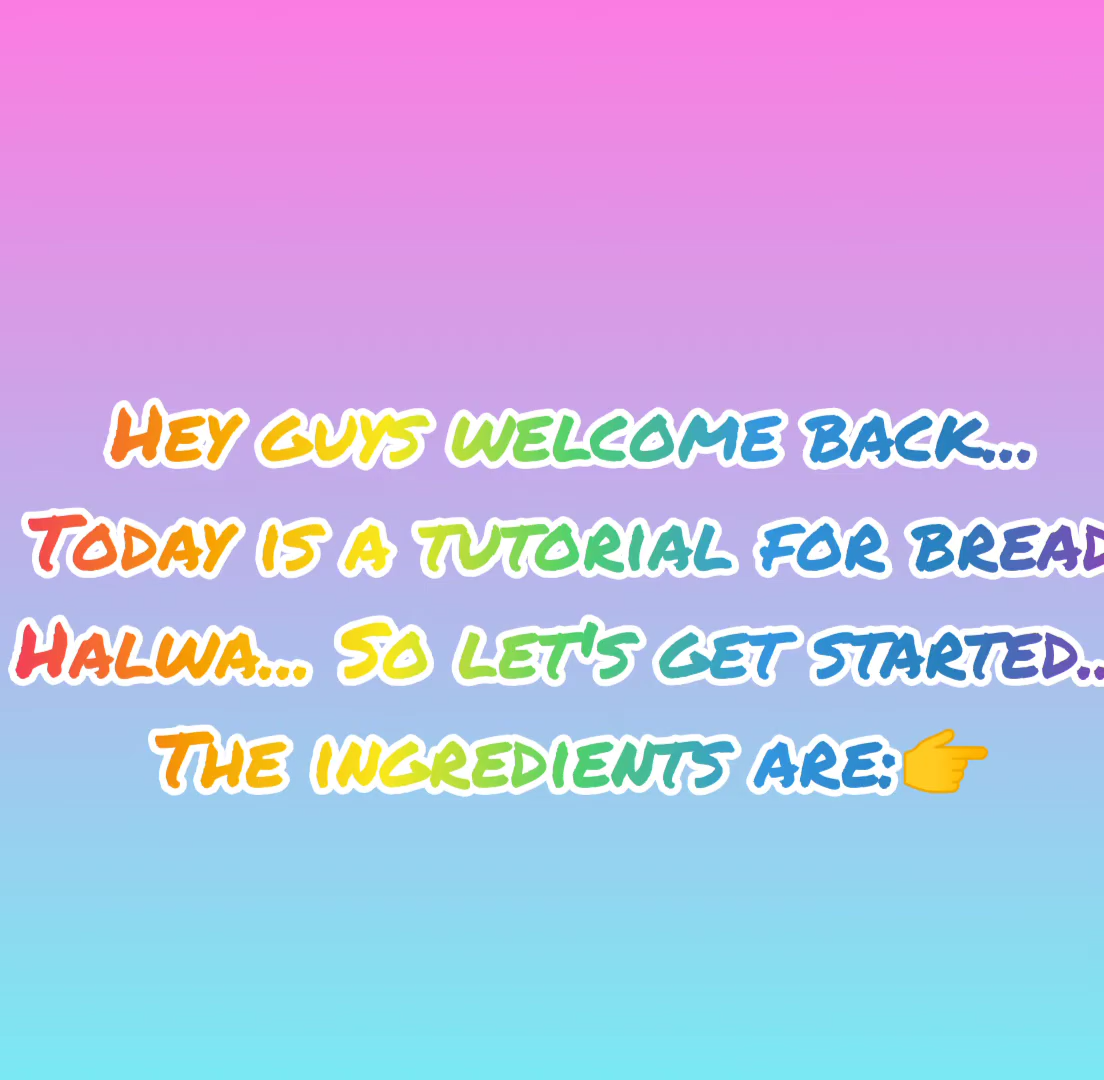 Hey guys welcome back...
Today is a tutorial for bread
Halwa... So let's get started..
The ingredients are:👉